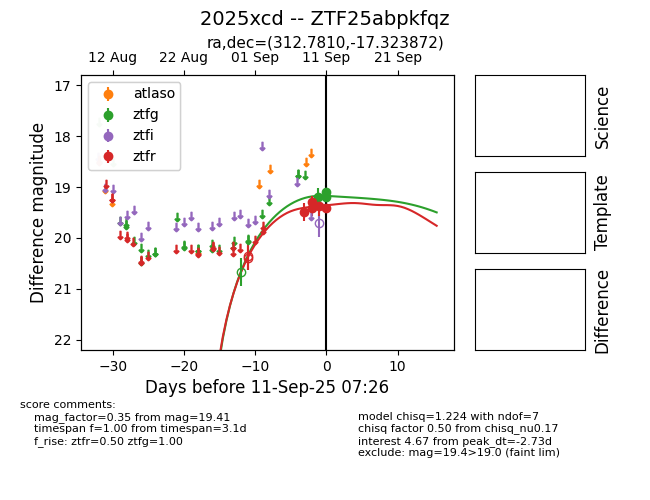 2025xcd -- ZTF25abpkfqz
ra,dec=(312.7810,-17.323872)
12 Aug 22 Aug 01 Sep 11 Sep 21 Sep
17
18
19
20
21
22
Difference magnitude
atlaso
ztfg
ztfi
ztfr
−30 −20 −10 0 10
Days before 11-Sep-25 07:26
Science
Template
Difference
score comments:
mag_factor=0.35 from mag=19.41
timespan f=1.00 from timespan=3.1d
f_rise: ztfr=0.50 ztfg=1.00
model chisq=1.224 with ndof=7
chisq factor 0.50 from chisq_nu0.17
interest 4.67 from peak_dt=-2.73d
exclude: mag=19.4>19.0 (faint lim)